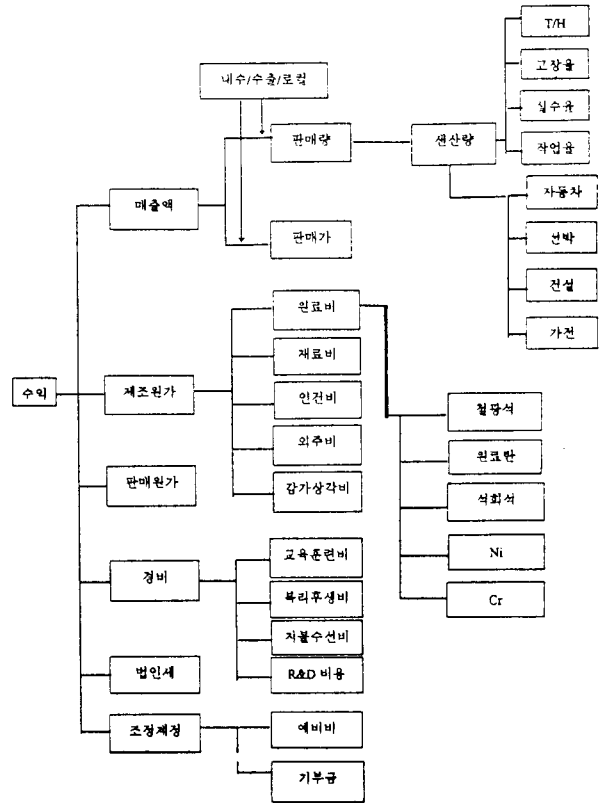 T/H
고장율
실수율
작업율
내수/수출/로컬
판매량
생산량
자동차
선박
건설
가전
매출액
판매가
원료비
재료비
인건비
외주비
감가상각비
수익
제조원가
철광석
원료탄
석회석
Ni
Cr
판매원가
경비
교육훈련비
복리후생비
지불수선비
R&D 비용
법인세
조정계정
예비비
기부금